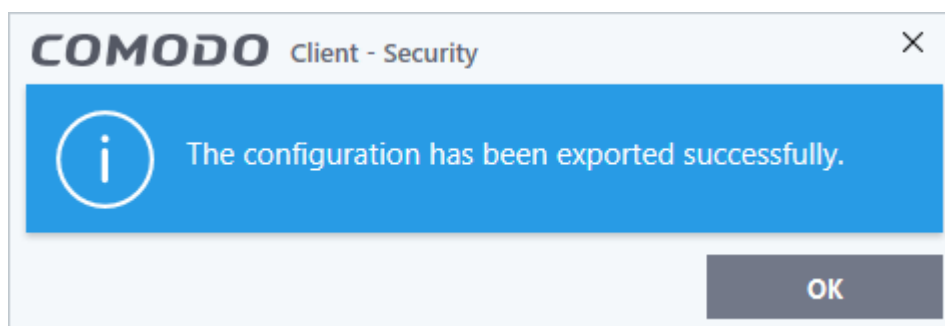 COMODO Client - Security
The configuration has been exported successfully.
OK